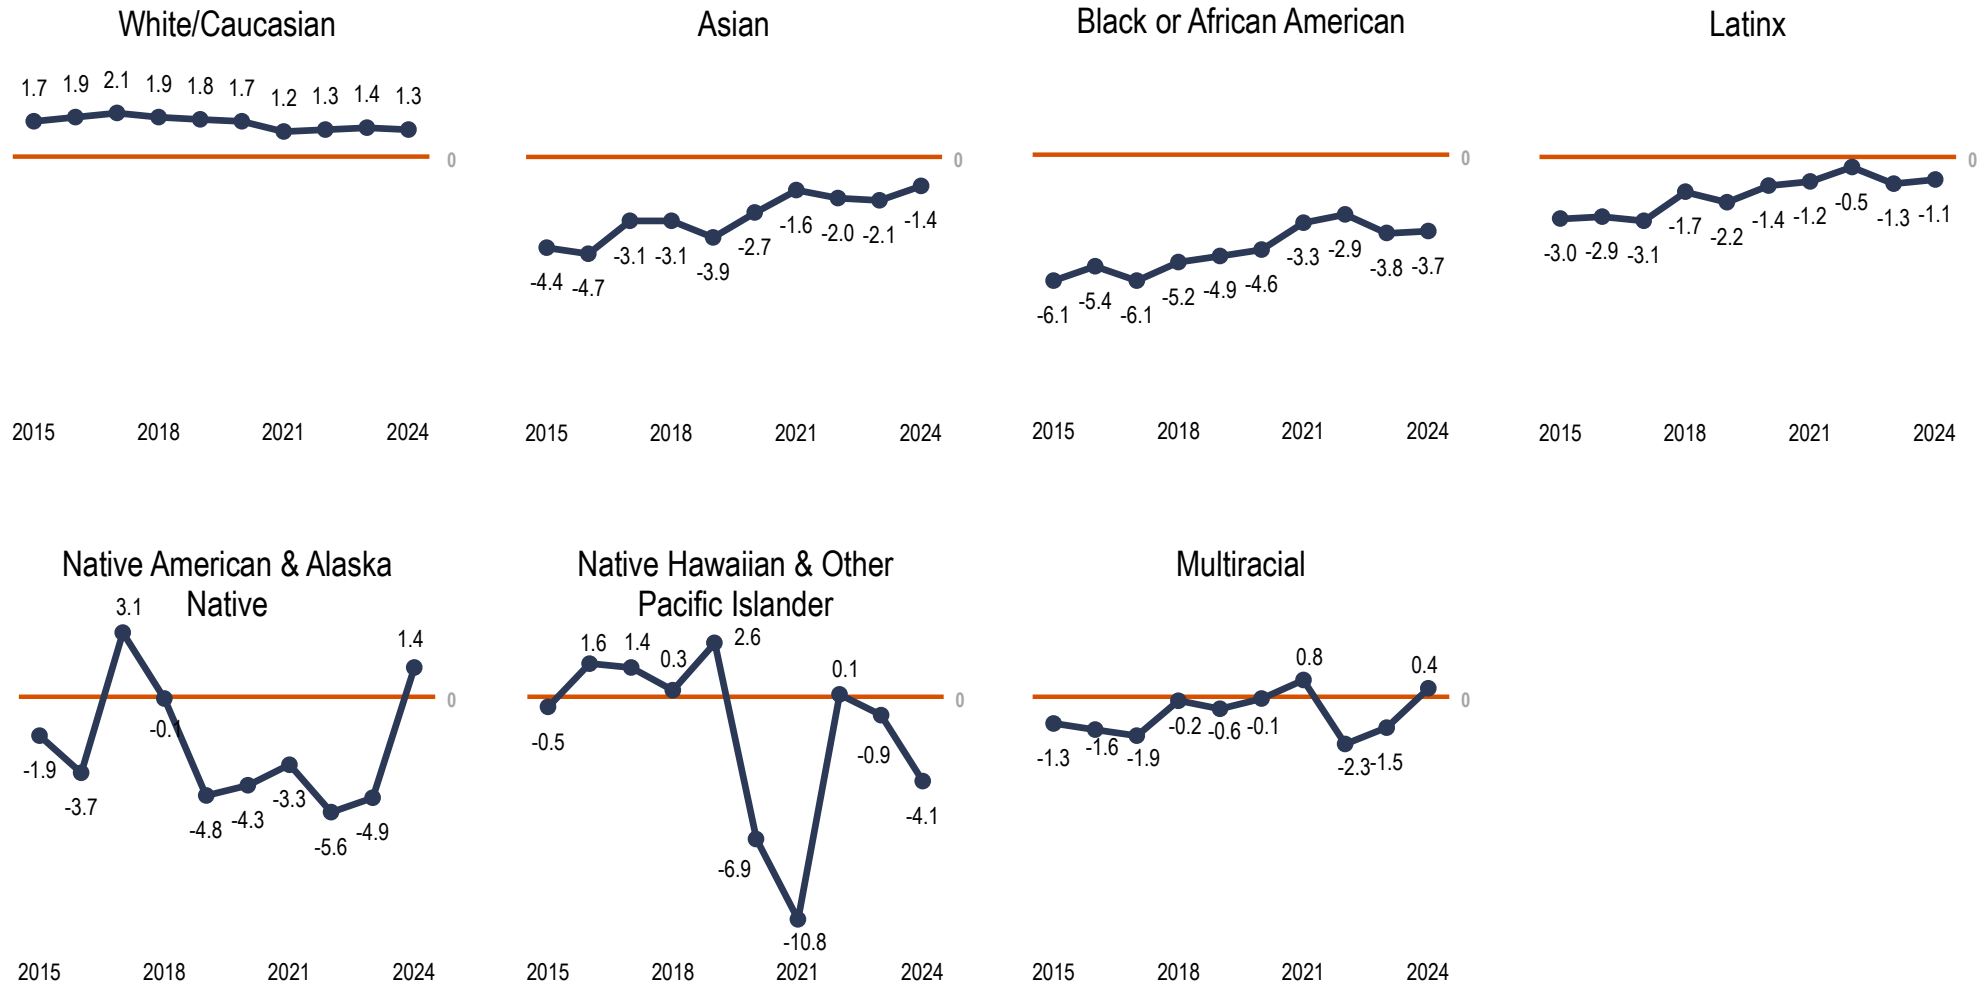 White/Caucasian
1.7 1.9 2.1 1.9 1.8 1.7 1.2 1.3 1.4 1.3
0
2015 2018 2021 2024
Asian
0
-4.4 -4.7 -3.1 -3.1 -3.9 -2.7 -1.6 -2.0 -2.1 -1.4
2015 2018 2021 2024
Black or African American
0
-6.1 -5.4 -6.1 -5.2 -4.9 -4.6 -3.3 -2.9 -3.8 -3.7
2015 2018 2021 2024
Latinx
0
-3.0 -2.9 -3.1 -1.7 -2.2 -1.4 -1.2 -0.5 -1.3 -1.1
2015 2018 2021 2024
Native American & Alaska
Native
-1.9 -3.7 3.1 -0.1 -4.8 -4.3 -3.3 -5.6 -4.9 1.4
0
2015 2018 2021 2024
Native Hawaiian & Other
Pacific Islander
-0.5 1.6 1.4 0.3 2.6 -6.9 -10.8 0.1 -0.9 -4.1
0
2015 2018 2021 2024
Multiracial
-1.3 -1.6 -1.9 -0.2 -0.6 -0.1 0.8 -2.3 -1.5 0.4
0
2015 2018 2021 2024